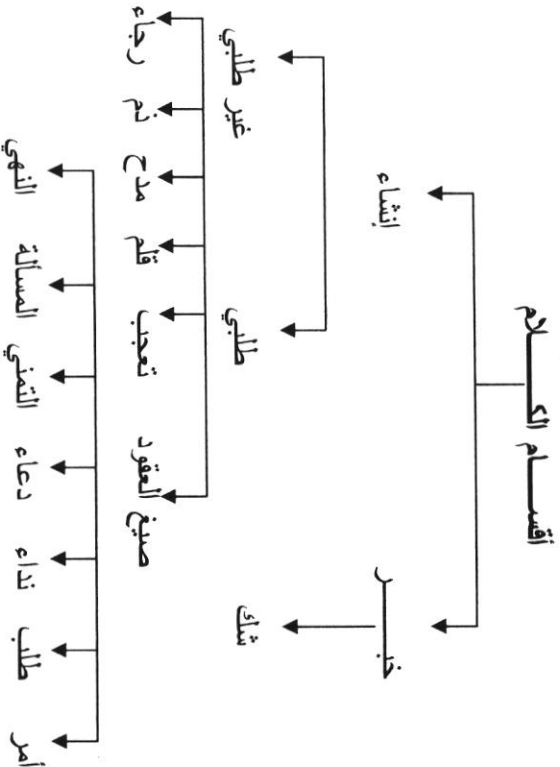 أقسام الكلام
خبر
إنشاء
شك
طلبي
غير طلبي
صيغ العقود
تعجب
قلم
مدح
ذم
رجاء
أمر
طلب
نداء
دعاء
التمني
المسألة
النهي